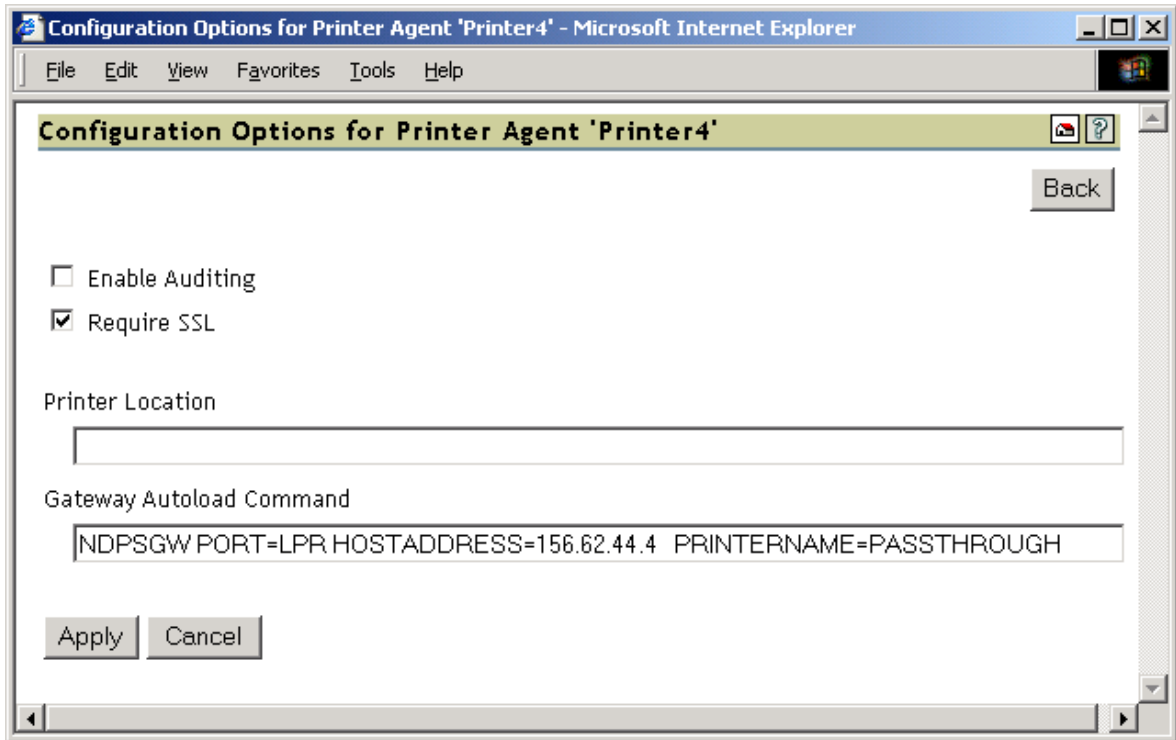 Configuration Options for Printer Agent 'Printer4' - Microsoft Internet Explorer
File Edit View Favorites Tools Help
Configuration Options for Printer Agent 'Printer4'
?
Back
Enable Auditing
Require SSL
Printer Location
Gateway Autoload Command
NDPSGW PORT=LPR HOSTADDRESS=156.62.44.4 PRINTERNAME=PASSTHROUGH
Apply Cancel